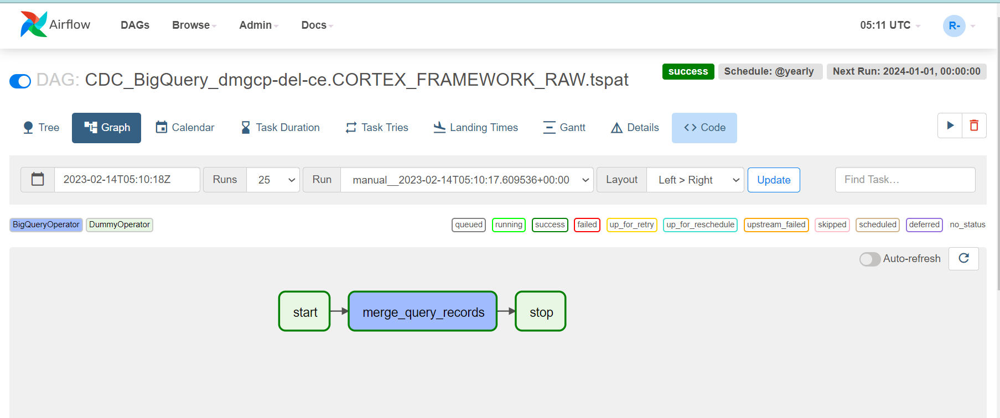 Airflow DAGs Browse Admin Docs 05:11 UTC R-
DAG: CDC_BigQuery_dmgcp-del-ce.CORTEX_FRAMEWORK_RAW.tspat success Schedule: @yearly Next Run: 2024-01-01, 00:00:00
Tree Graph Calendar Task Duration Task Tries Landing Times Gantt Details <> Code
2023-02-14T05:10:18Z Runs 25 Run manual__2023-02-14T05:10:17.609536+00:00 Layout Left > Right Update Find Task...
BigQueryOperator DummyOperator queued running success failed up_for_retry up_for_reschedule upstream_failed skipped scheduled deferred no_status
Auto-refresh
start merge_query_records stop